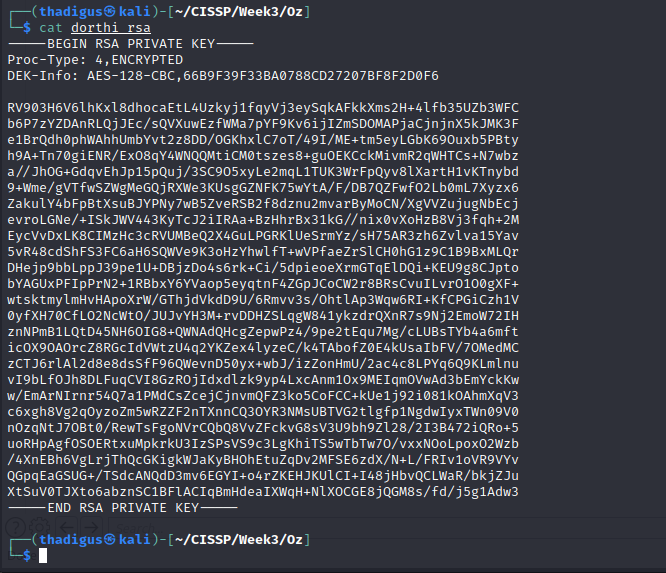 ┌──(thadigus㉿kali)-[~/CISSP/Week3/Oz]
└─$ cat dorthi_rsa
-----BEGIN RSA PRIVATE KEY-----
Proc-Type: 4,ENCRYPTED
DEK-Info: AES-128-CBC,66B9F39F33BA0788CD27207BF8F2D0F6
RV903H6V6lhKxl8dhocaEtL4Uzkyj1fqyVj3eySqkAFkkXms2H+4lfb35UZb3WFC
b6P7zYZDAnRLQjJEc/sQVXuwEzfWMa7pYF9Kv6ijIZmSDOMAPjaCjnjnX5kJMK3F
e1BrQdh0phWAhhUmbYvt2z8DD/OGKhxlC7oT/49I/ME+tm5eyLGbK69Ouxb5PBty
h9A+Tn70giENR/ExO8qY4WNQQMtiCM0tszes8+guOEKCckMivmR2qWHTCs+N7wbz
a//JhOG+GdqvEhJp15pQuj/3SC9O5xyLe2mqL1TUK3WrFpQyv8lXartH1vKTnybd
9+Wme/gVTfwSZWgMeGQjRXWe3KUsgGZNFK75wYtA/F/DB7QZFwfO2Lb0mL7Xyzx6
ZakulY4bFpBtXsuBJYPNy7wB5ZveRSB2f8dznu2mvarByMoCN/XgVVZujugNbEcj
evroLGNe/+ISkJWV443KyTcJ2iIRAa+BzHhrBx31kG//nix0vXoHzB8Vj3fqh+2M
EycVvDxLK8CIMzHc3cRVUMBeQ2X4GuLPGRKlUeSrmYz/sH75AR3zh6Zvlva15Yav
5vR48cdShFS3FC6aH6SQWVe9K3oHzYhwlfT+wVPfaeZrSlCH0hG1z9C1B9BxMLQr
DHejp9bbLppJ39pe1U+DBjzDo4s6rk+Ci/5dpieoeXrmGTqElDQi+KEU9g8CJpto
bYAGUxPFIpPrN2+1RBbxY6YVaop5eyqtnF4ZGpJCoCW2r8BRsCvuILvrO1O0gXF+
wtsktmylmHvHApoXrW/GThjdVkdD9U/6Rmvv3s/OhtlAp3Wqw6RI+KfCPGiCzh1V
0yfXH70CfLO2NcWtO/JUJvYH3M+rvDDHZSLqgW841ykzdrQXnR7s9Nj2EmoW72IH
znNPmB1LQtD45NH6OIG8+QWNAdQHcgZepwPz4/9pe2tEqu7Mg/cLUBsTYb4a6mft
icOX9OAOrcZ8RGcIdVWtzU4q2YKZex4lyzeC/k4TAbofZ0E4kUsaIbFV/7OMedMC
zCTJ6rlAl2d8e8dsSfF96QWevnD50yx+wbJ/izZonHmU/2ac4c8LPYq6Q9KLmlnu
vI9bLfOJh8DLFuqCVI8GzROjIdxdlzk9yp4LxcAnm1Ox9MEIqmOVwAd3bEmYckKw
w/EmArNIrnr54Q7a1PMdCsZcejCjnvmQFZ3ko5CoFCC+kUe1j92i081kOAhmXqV3
c6xgh8Vg2qOyzoZm5wRZZF2nTXnnCQ3OYR3NMsUBTVG2tlgfp1NgdwIyxTWn09V0
nOzqNtJ7OBt0/RewTsFgoNVrCQbQ8VvZFckvG8sV3U9bh9Zl28/2I3B472iQRo+5
uoRHpAgfOSOERtxuMpkrkU3IzSPsVS9c3LgKhiTS5wTbTw7O/vxxNOoLpoxO2Wzb
/4XnEBh6VgLrjThQcGKigkWJaKyBHOhEtuZqDv2MFSE6zdX/N+L/FRIv1oVR9VYv
QGpqEaGSUG+/TSdcANQdD3mv6EGYI+o4rZKEHJKUlCI+I48jHbvQCLWaR/bkjZJu
XtSuV0TJXto6abznSC1BFlACIqBmHdeaIXWqH+NlXOCGE8jQGM8s/fd/j5g1Adw3
-----END RSA PRIVATE KEY-----
┌──(thadigus㉿kali)-[~/CISSP/Week3/Oz]
└─$